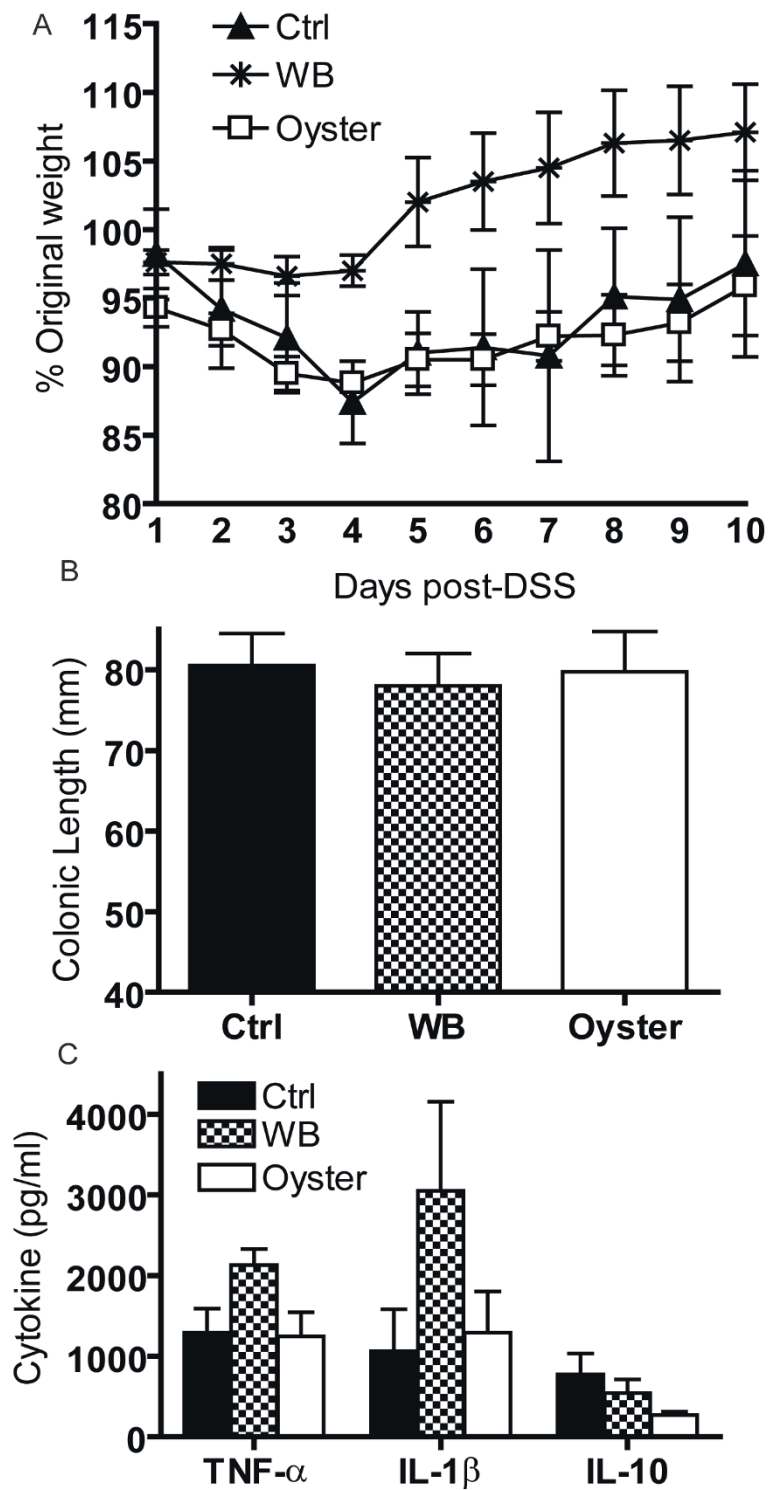 A
115
110
105
100
95
90
85
80
% Original weight
Ctrl
WB
Oyster
1 2 3 4 5 6 7 8 9 10
Days post-DSS
B
80
70
60
50
40
Colonic Length (mm)
Ctrl WB Oyster
C
4000
3000
2000
1000
0
Cytokine (pg/ml)
Ctrl
WB
Oyster
TNF-α IL-1β IL-10